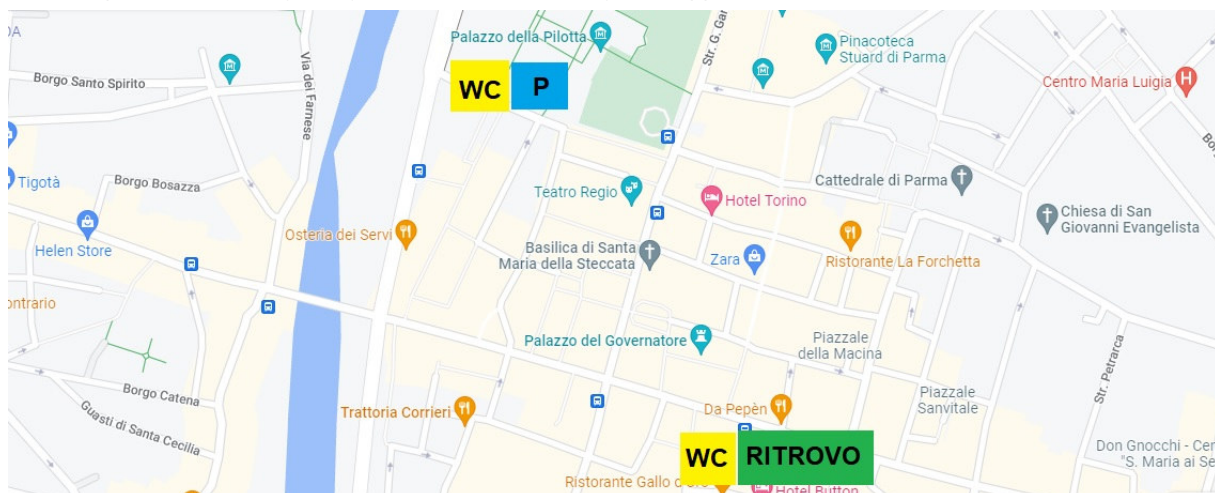 Palazzo della Pilotta
Str. G. Gar
Pinacoteca
Stuard di Parma
DA
Via dei Farnese
Borgo Santo Spirito
WC
P
Centro Maria Luigia
H
Tigotà
Borgo Bosazza
Teatro Regio
Hotel Torino
Cattedrale di Parma
Chiesa di San
Giovanni Evangelista
Helen Store
Osteria dei Servi
Basilica di Santa
Maria della Steccata
Zara
Ristorante La Forchetta
ontrario
Palazzo del Governatore
Piazzale
della Macina
Str. Petrarca
Borgo Catena
Guasti di Santa Cecilia
Trattoria Corrieri
Da Pepèn
Piazzale
Sanvitale
WC
RITROVO
Don Gnocchi - Cen
"S. Maria ai Se
Ristorante Gallo d'Oro
Hotel Button